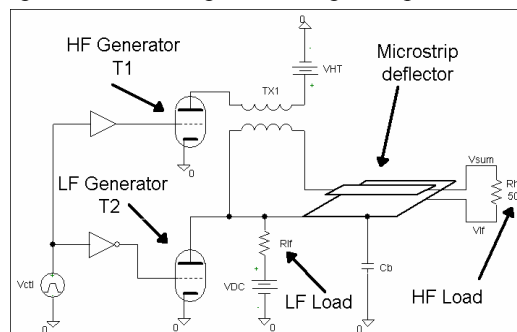 HF Generator
T1
0
VHT
TX1
Microstrip
deflector
0
LF Generator
T2
Vsum
50
Vlf
Rlf
VDC
Cb
Vctl
LF Load
HF Load
0
0
0
0